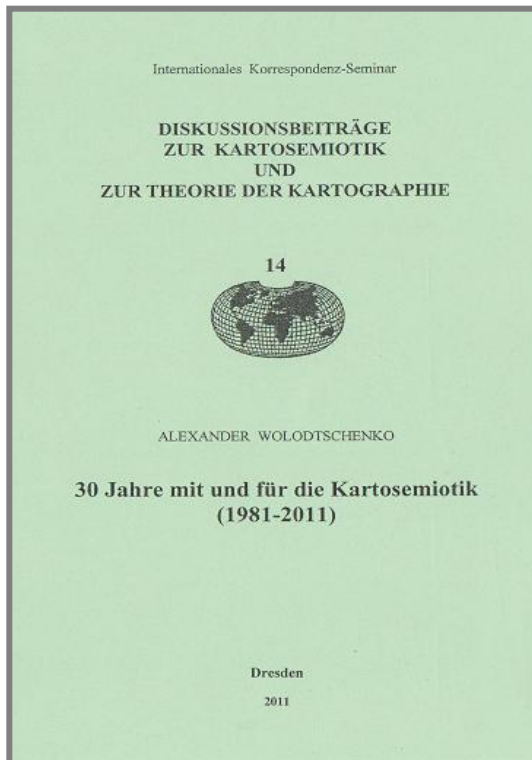 Internationales Korrespondenz-Seminar
DISKUSSIONSBEITRÄGE
ZUR KARTOSEMIOTIK
UND
ZUR THEORIE DER KARTOGRAPHIE
14
ALEXANDER WOLODTSCHENKO
30 Jahre mit und für die Kartosemiotik
(1981-2011)
Dresden
2011